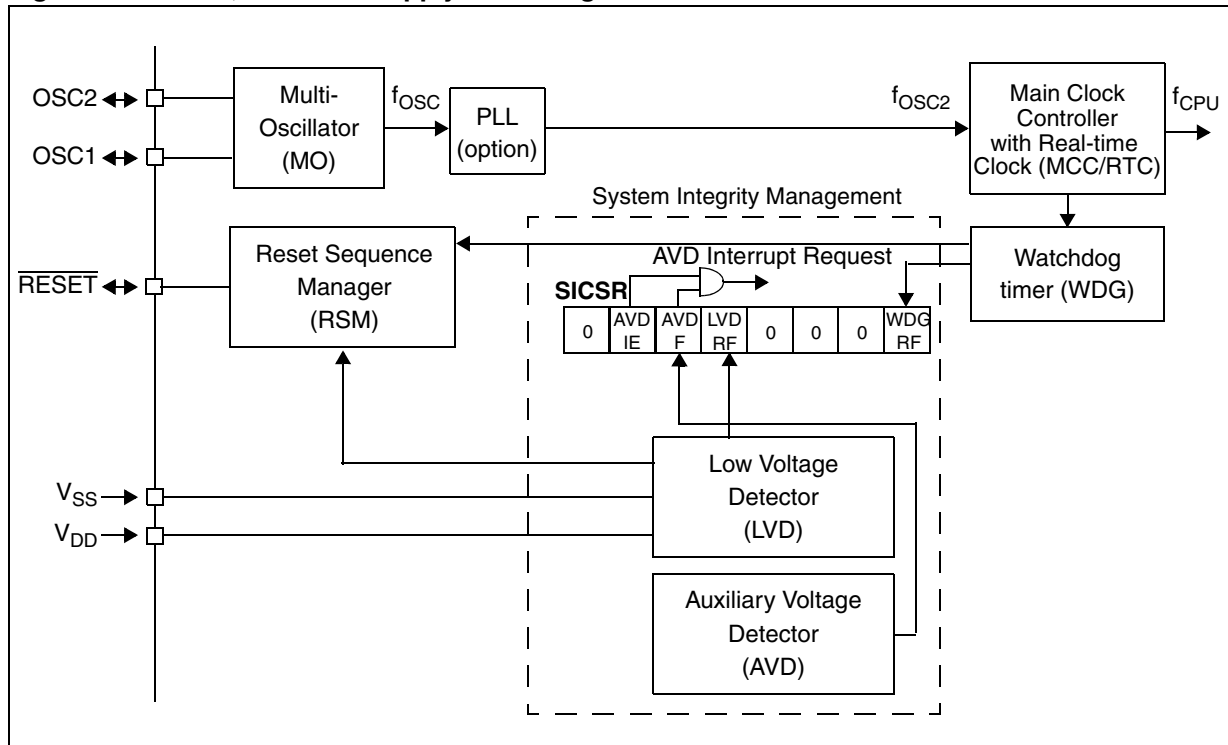 OSC2
OSC1
Multi-
Oscillator
(MO)
fOSC
PLL
(option)
fOSC2
Main Clock
Controller
with Real-time
Clock (MCC/RTC)
fCPU
System Integrity Management
RESET
Reset Sequence
Manager
(RSM)
AVD Interrupt Request
Watchdog
timer (WDG)
SICSR
0
AVD
IE
AVD
F
LVD
RF
0
0
0
WDG
RF
VSS
VDD
Low Voltage
Detector
(LVD)
Auxiliary Voltage
Detector
(AVD)